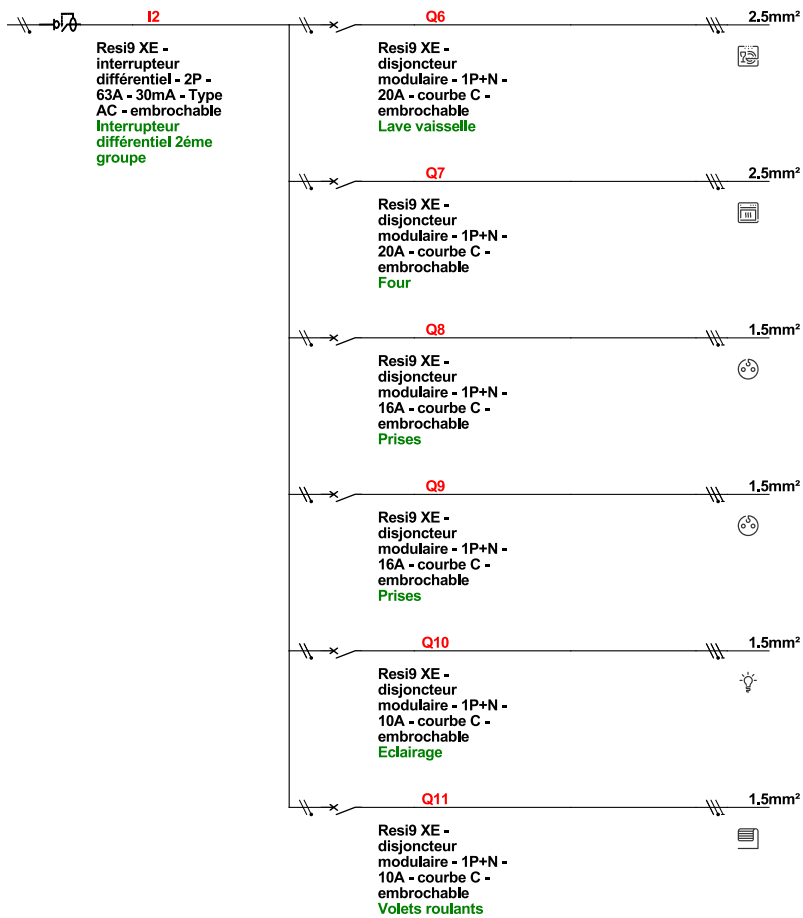 I2
Resi9 XE -
interrupteur
différentiel - 2P -
63A - 30mA - Type
AC - embrochable
Interrupteur
différentiel 2éme
groupe
Q6
2.5mm²
Resi9 XE -
disjoncteur
modulaire - 1P+N -
20A - courbe C -
embrochable
Lave vaisselle
Q7
2.5mm²
Resi9 XE -
disjoncteur
modulaire - 1P+N -
20A - courbe C -
embrochable
Four
Q8
1.5mm²
Resi9 XE -
disjoncteur
modulaire - 1P+N -
16A - courbe C -
embrochable
Prises
Q9
1.5mm²
Resi9 XE -
disjoncteur
modulaire - 1P+N -
16A - courbe C -
embrochable
Prises
Q10
1.5mm²
Resi9 XE -
disjoncteur
modulaire - 1P+N -
10A - courbe C -
embrochable
Eclairage
Q11
1.5mm²
Resi9 XE -
disjoncteur
modulaire - 1P+N -
10A - courbe C -
embrochable
Volets roulants